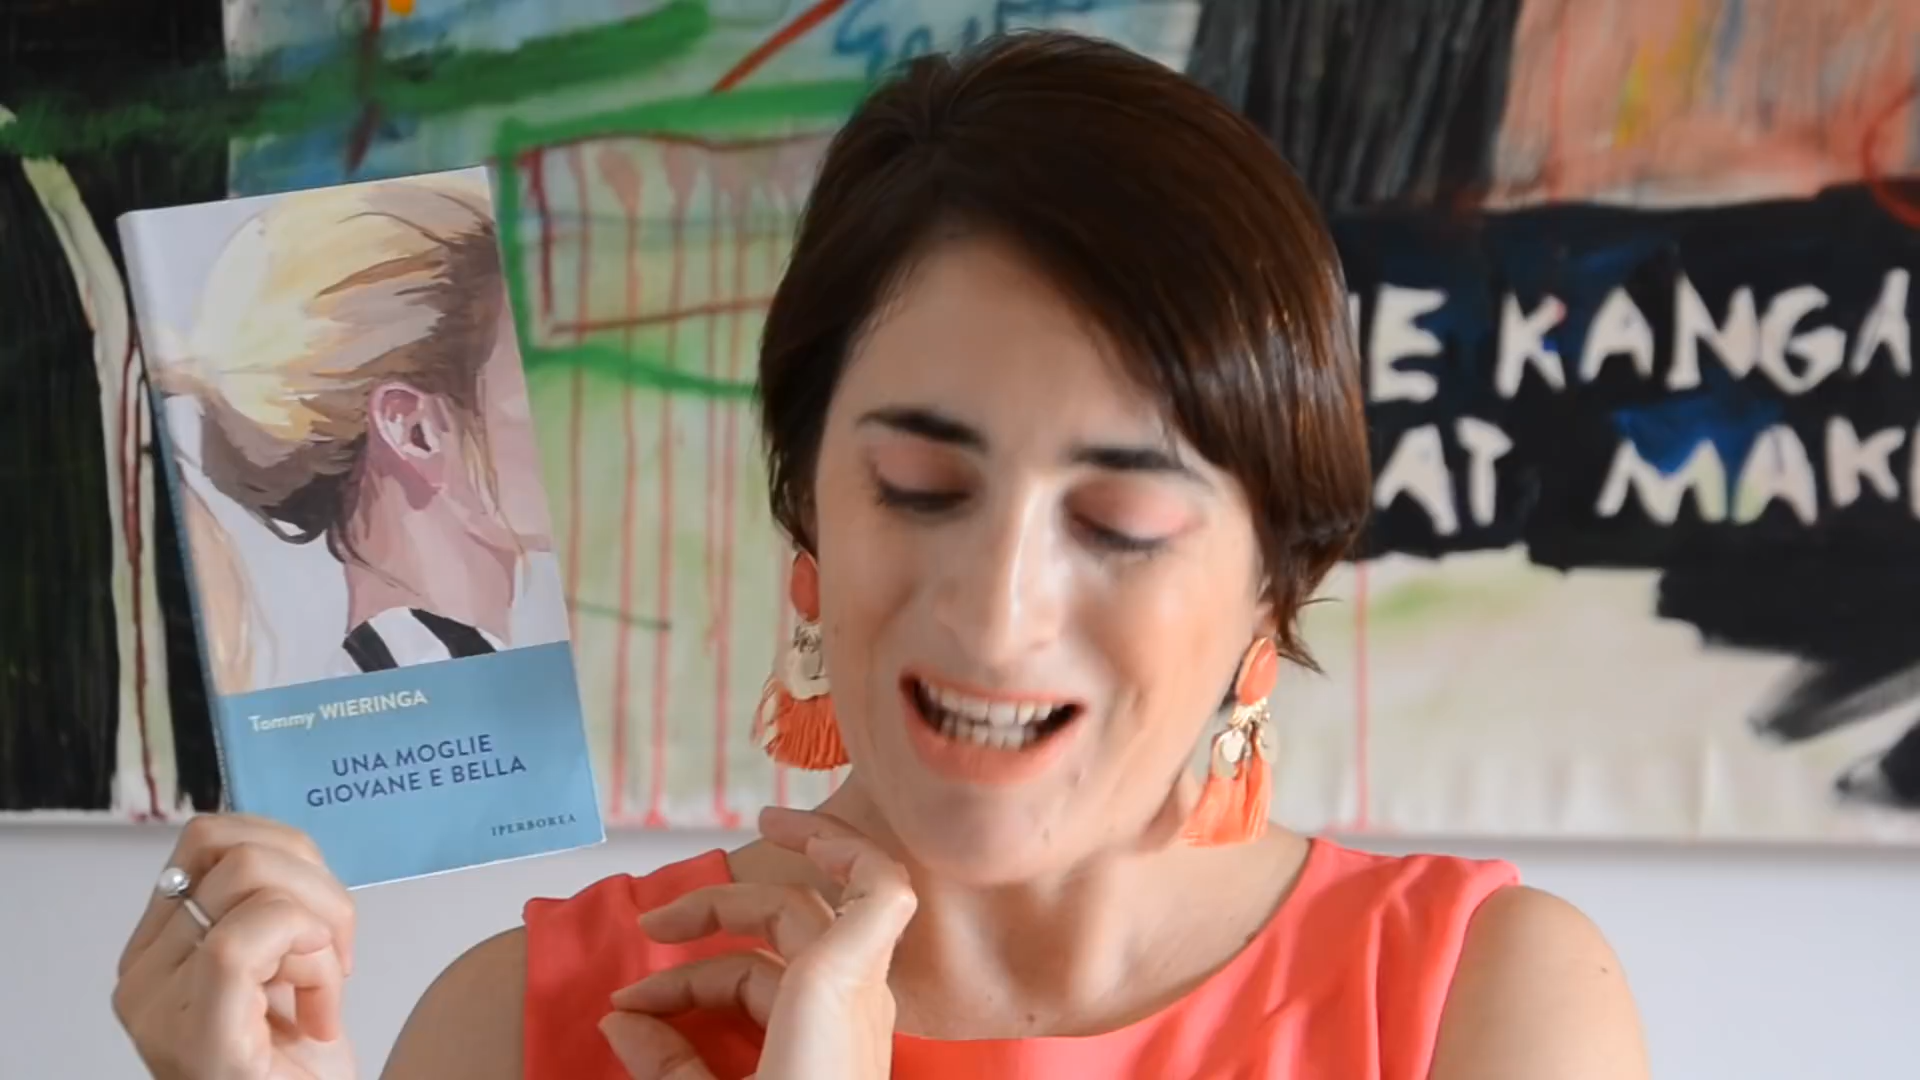 Tommy WIERINGA
UNA MOGLIE
GIOVANE E BELLA
IPERBOREA
E KANGA
AT MAK